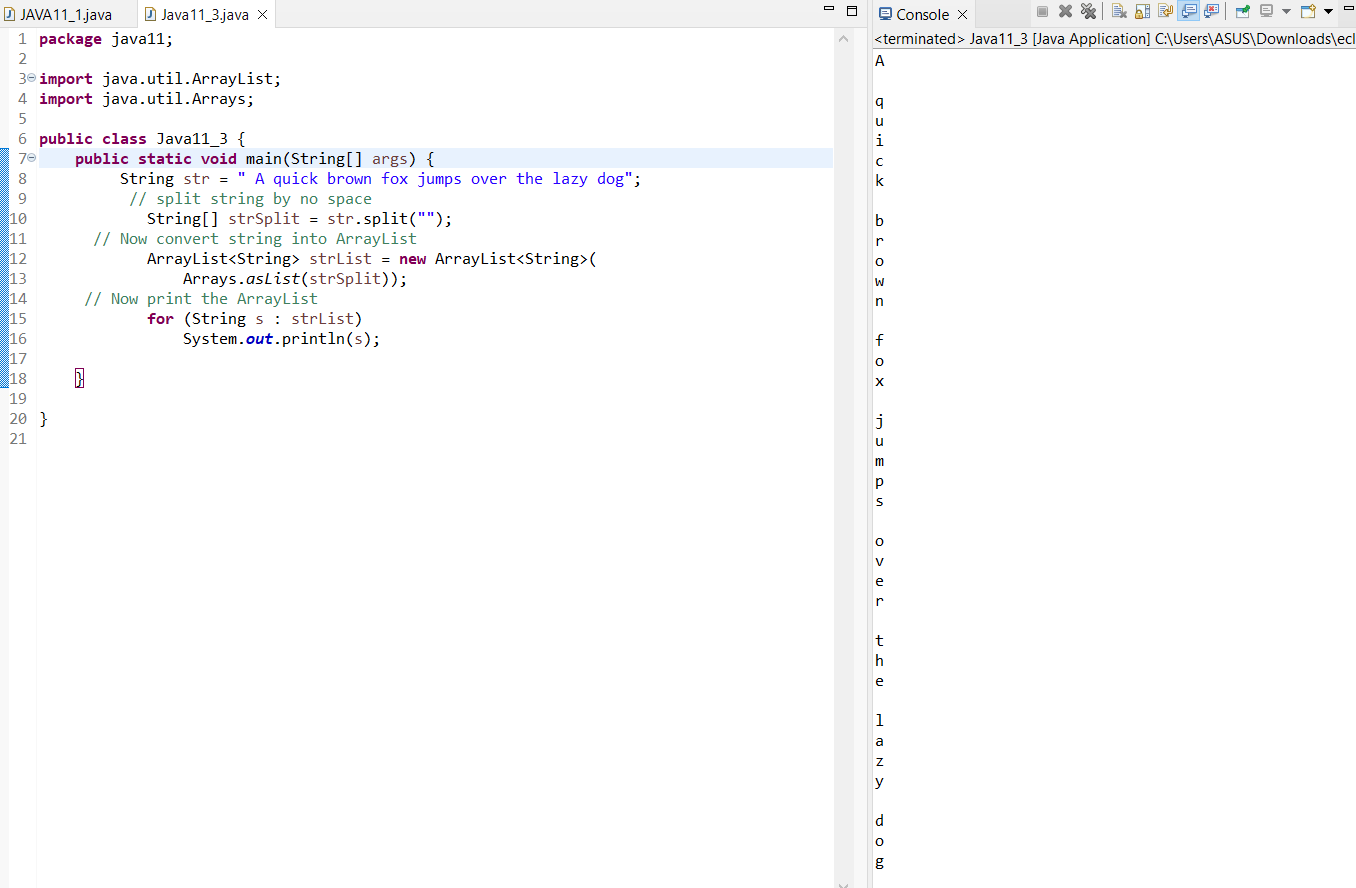 JAVA11_1.java
Java11_3.java
1 package java11;
2
3 import java.util.ArrayList;
4 import java.util.Arrays;
5
6 public class Java11_3 {
7 public static void main(String[] args) {
8 String str = " A quick brown fox jumps over the lazy dog";
9 // split string by no space
10 String[] strSplit = str.split("");
11 // Now convert string into ArrayList
12 ArrayList<String> strList = new ArrayList<String>(
13 Arrays.asList(strSplit));
14 // Now print the ArrayList
15 for (String s : strList)
16 System.out.println(s);
17
18 }
19
20 }
21
Console
<terminated> Java11_3 [Java Application] C:\Users\ASUS\Downloads\ecl
A

q
u
i
c
k

b
r
o
w
n

f
o
x

j
u
m
p
s

o
v
e
r

t
h
e

l
a
z
y

d
o
g